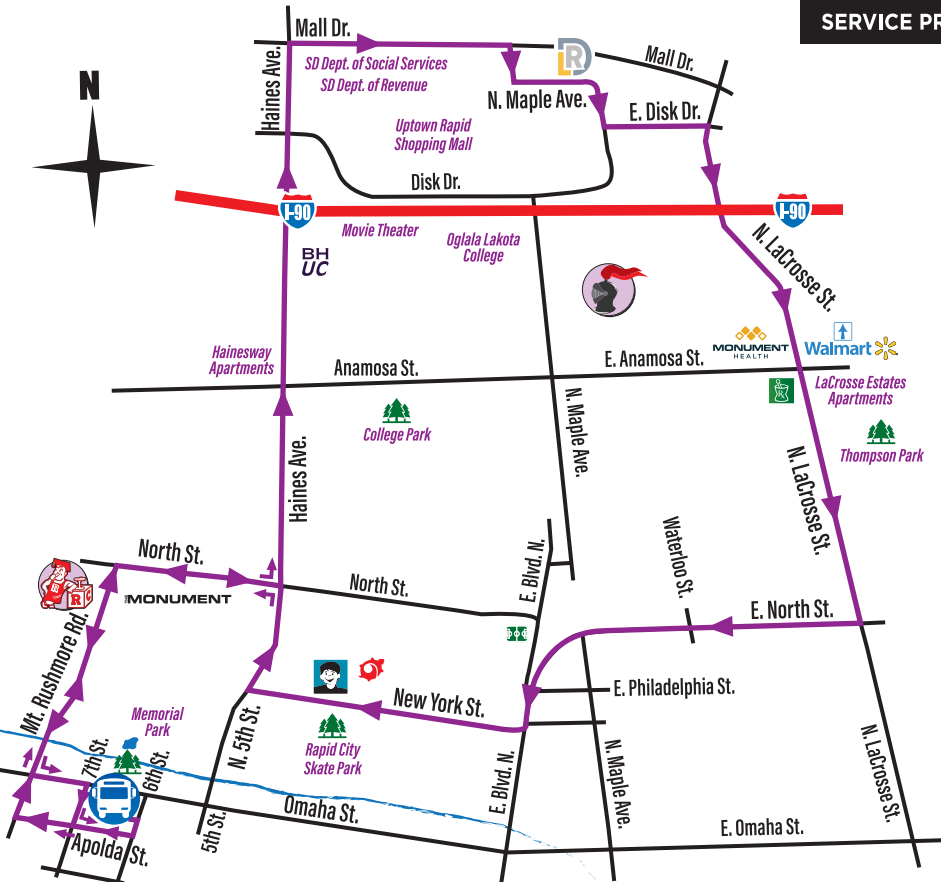 SERVICE PR
Mall Dr.
Haines Ave.
SD Dept. of Social Services
SD Dept. of Revenue
DR
Mall Dr.
N
N. Maple Ave.
E. Disk Dr.
Uptown Rapid
Shopping Mall
Disk Dr.
I-90
I-90
Movie Theater
Oglala Lakota
College
BH
UC
N. LaCrosse St.
MONUMENT
HEALTH
Walmart
Hainesway
Apartments
Anamosa St.
E. Anamosa St.
LaCrosse Estates
Apartments
College Park
N. Maple Ave.
Thompson Park
Haines Ave.
N. LaCrosse St.
North St.
THE MONUMENT
North St.
E. Blvd. N.
Waterloo St.
E. North St.
Mt. Rushmore Rd.
New York St.
E. Philadelphia St.
Memorial
Park
N. 5th St.
Rapid City
Skate Park
7th St.
6th St.
E. Blvd. N.
N. Maple Ave.
N. LaCrosse St.
Omaha St.
5th St.
E. Omaha St.
Apolda St.